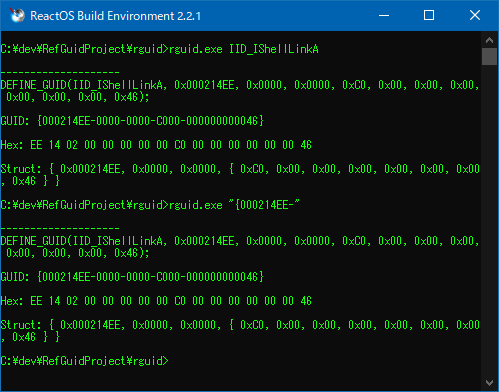 ReactOS Build Environment 2.2.1
C:¥dev¥RefGuidProject¥rguid>rguid.exe IID_IShellLinkA
--------------------
DEFINE_GUID(IID_IShellLinkA, 0x000214EE, 0x0000, 0x0000, 0xC0, 0x00, 0x00, 0x00,
 0x00, 0x00, 0x00, 0x46);
GUID: {000214EE-0000-0000-C000-000000000046}
Hex: EE 14 02 00 00 00 00 00 C0 00 00 00 00 00 00 46
Struct: { 0x000214EE, 0x0000, 0x0000, { 0xC0, 0x00, 0x00, 0x00, 0x00, 0x00, 0x00
, 0x46 } }
C:¥dev¥RefGuidProject¥rguid>rguid.exe "{000214EE-"
--------------------
DEFINE_GUID(IID_IShellLinkA, 0x000214EE, 0x0000, 0x0000, 0xC0, 0x00, 0x00, 0x00,
 0x00, 0x00, 0x00, 0x46);
GUID: {000214EE-0000-0000-C000-000000000046}
Hex: EE 14 02 00 00 00 00 00 C0 00 00 00 00 00 00 46
Struct: { 0x000214EE, 0x0000, 0x0000, { 0xC0, 0x00, 0x00, 0x00, 0x00, 0x00, 0x00
, 0x46 } }
C:¥dev¥RefGuidProject¥rguid>